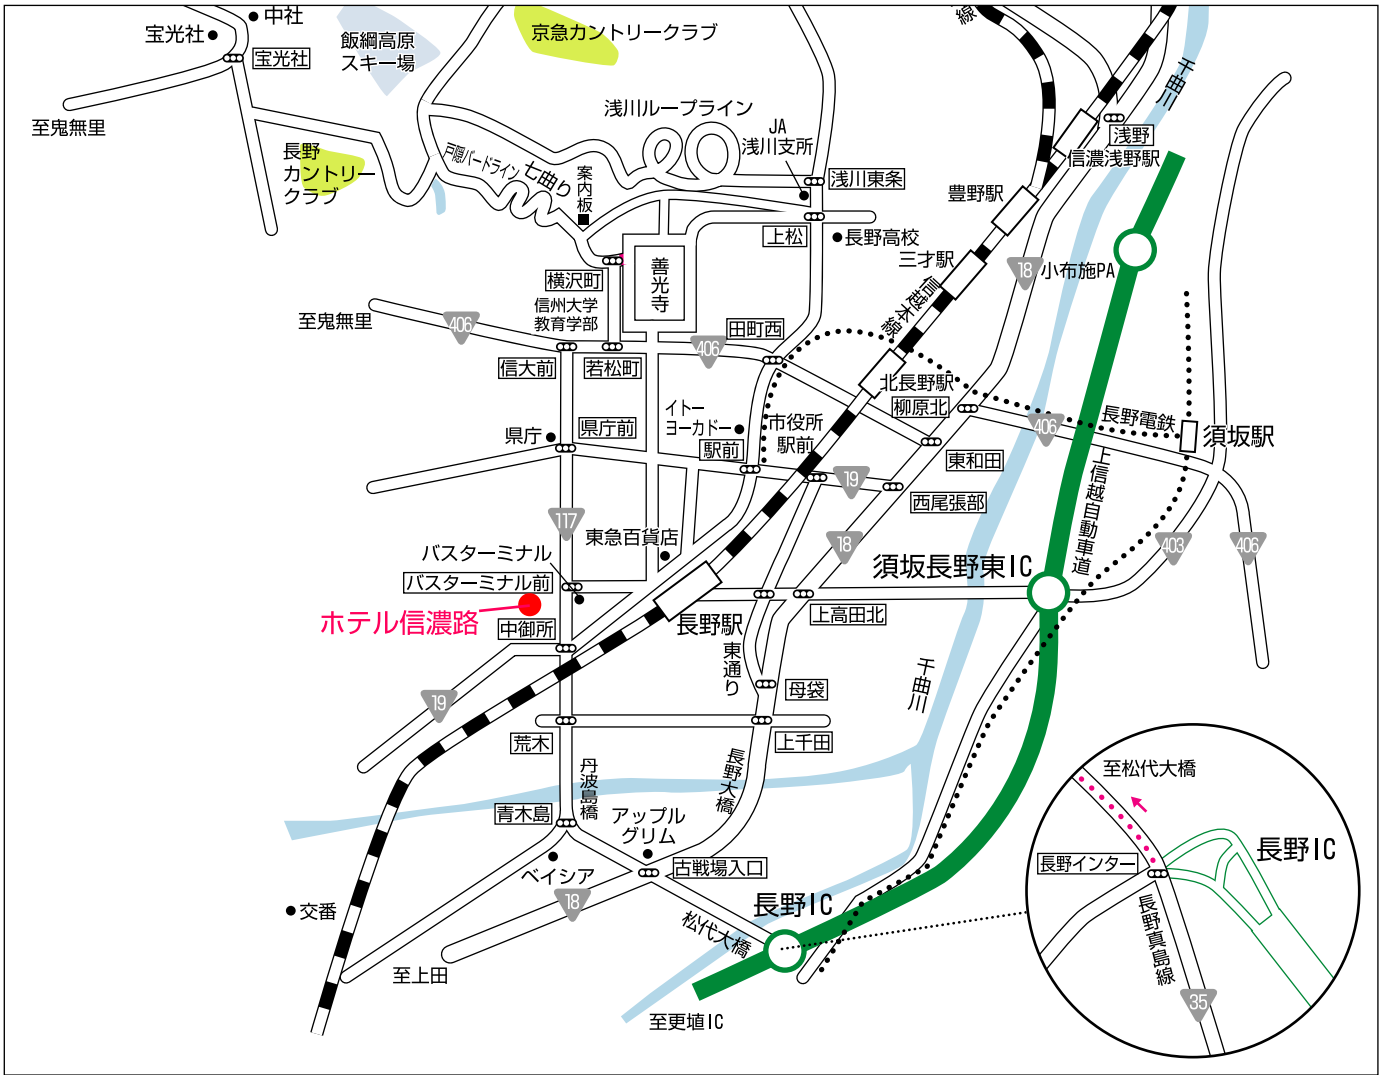 中社
宝光社
宝光社
飯綱高原
スキー場
京急カントリークラブ
線
千曲川
至鬼無里
浅川ループライン
JA
浅川支所
浅野
信濃浅野駅
長野
カントリー
クラブ
戸隠バードライン
七曲り
案内板
浅川東条
豊野駅
上松
長野高校
三才駅
18
小布施PA
横沢町
善光寺
信越本線
信州大学
教育学部
至鬼無里
406
田町西
406
信大前
若松町
北長野駅
柳原北
イトー
ヨーカドー
市役所
駅前
406
長野電鉄
須坂駅
県庁
県庁前
駅前
東和田
19
西尾張部
上信越自動車道
117
東急百貨店
18
403
406
バスターミナル
バスターミナル前
須坂長野東IC
ホテル信濃路
中御所
長野駅
上高田北
東通り
千曲川
母袋
19
荒木
上千田
丹波島橋
長野大橋
至松代大橋
青木島
アップル
グリム
長野IC
長野インター
ベイシア
古戦場入口
18
長野IC
交番
松代大橋
長野真島線
至上田
35
至更埴IC